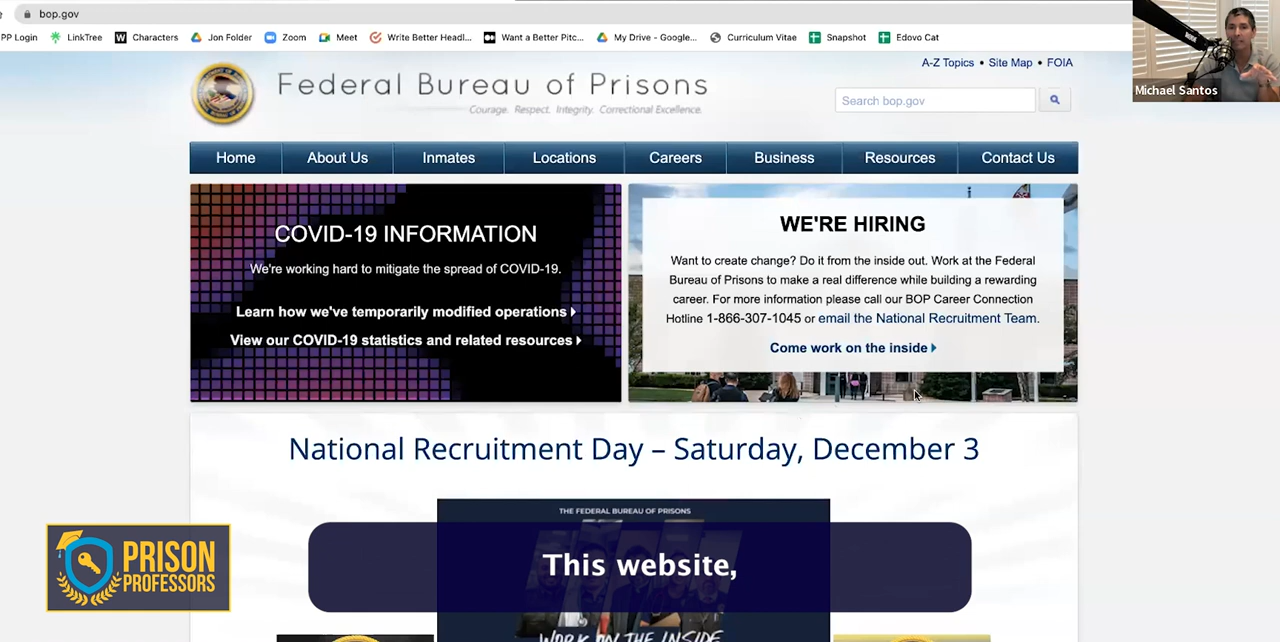 bop.gov
PP Login LinkTree Characters Jon Folder Zoom Meet Write Better Headl... Want a Better Pitc... My Drive - Google... Curriculum Vitae Snapshot Edovo Cat
Michael Santos
A-Z Topics • Site Map • FOIA
Federal Bureau of Prisons
Courage. Respect. Integrity. Correctional Excellence.
Search bop.gov
Home About Us Inmates Locations Careers Business Resources Contact Us
COVID-19 INFORMATION
We're working hard to mitigate the spread of COVID-19.
Learn how we've temporarily modified operations
View our COVID-19 statistics and related resources
WE'RE HIRING
Want to create change? Do it from the inside out. Work at the Federal
Bureau of Prisons to make a real difference while building a rewarding
career. For more information please call our BOP Career Connection
Hotline 1-866-307-1045 or email the National Recruitment Team.
Come work on the inside
National Recruitment Day – Saturday, December 3
THE FEDERAL BUREAU OF PRISONS
This website,
WORK ON THE INSIDE
PRISON
PROFESSORS